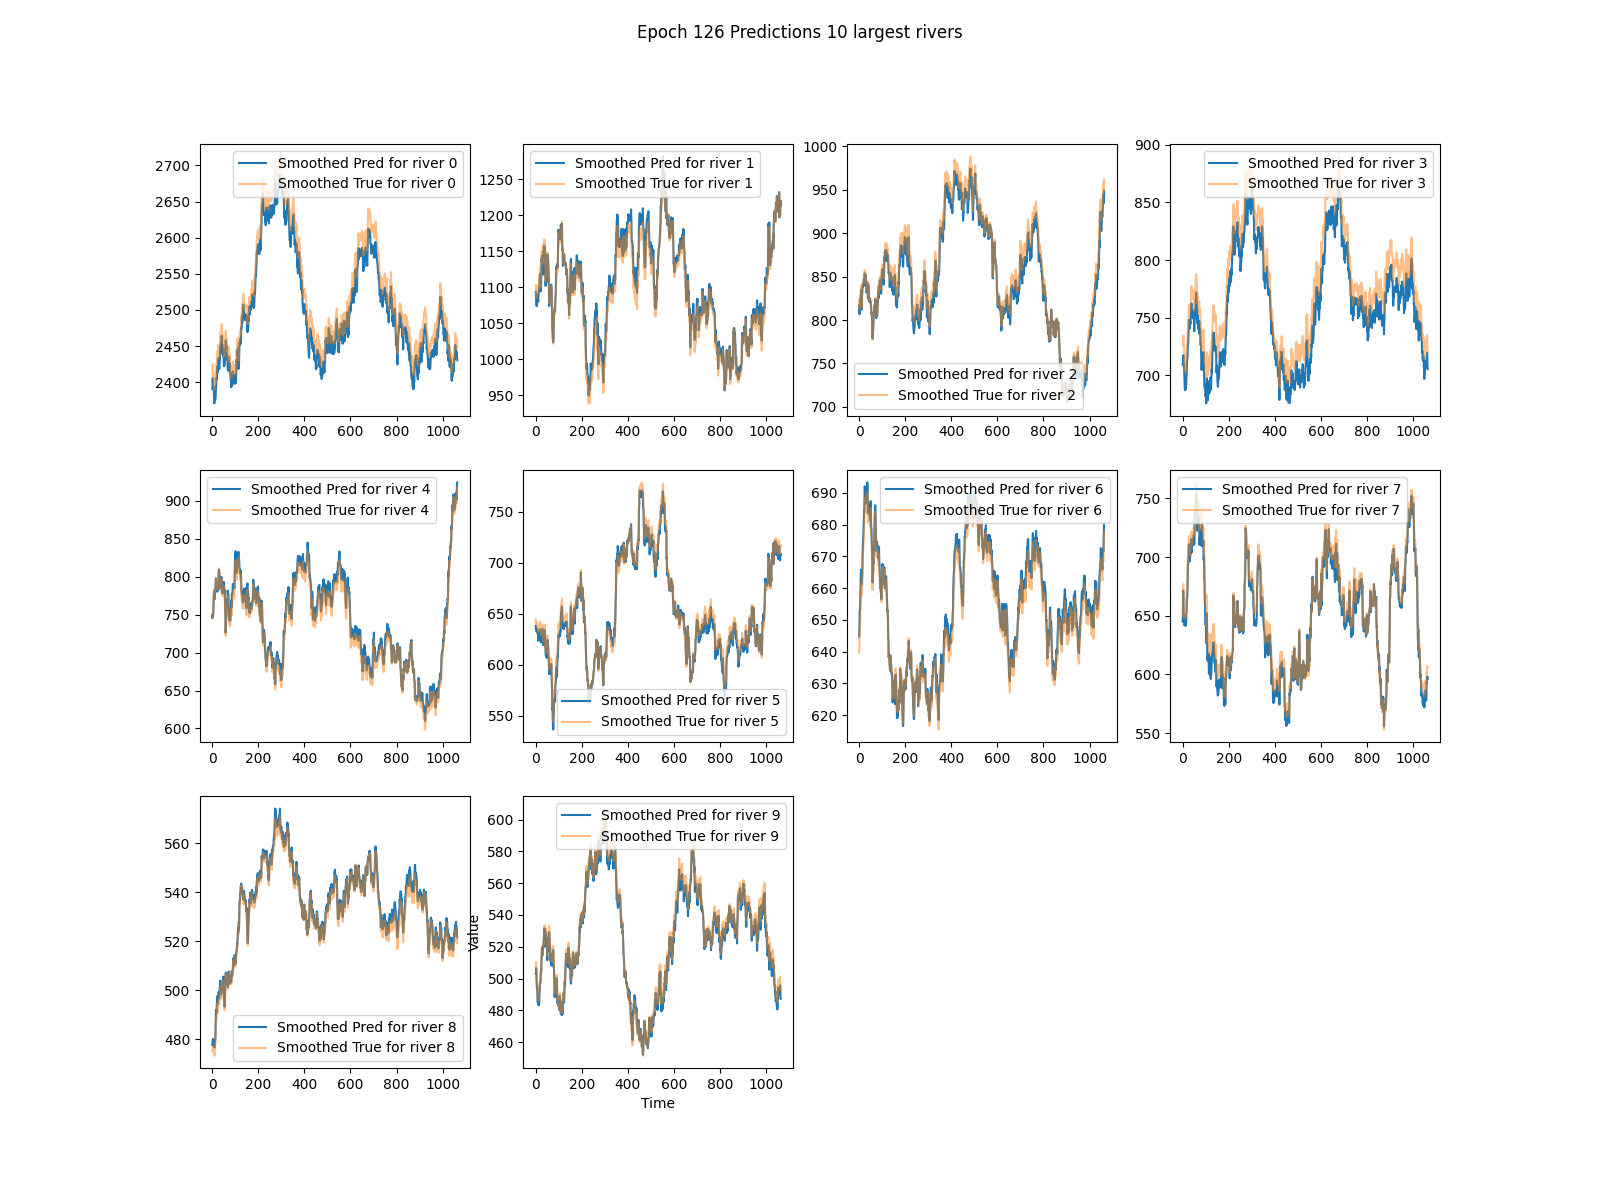 Epoch 126 Predictions 10 largest rivers
2700
2650
2600
2550
2500
2450
2400
Smoothed Pred for river 0
Smoothed True for river 0
0 200 400 600 800 1000
1250
1200
1150
1100
1050
1000
950
Smoothed Pred for river 1
Smoothed True for river 1
0 200 400 600 800 1000
1000
950
900
850
800
750
700
Smoothed Pred for river 2
Smoothed True for river 2
0 200 400 600 800 1000
900
850
800
750
700
Smoothed Pred for river 3
Smoothed True for river 3
0 200 400 600 800 1000
900
850
800
750
700
650
600
Smoothed Pred for river 4
Smoothed True for river 4
0 200 400 600 800 1000
750
700
650
600
550
Smoothed Pred for river 5
Smoothed True for river 5
0 200 400 600 800 1000
690
680
670
660
650
640
630
620
Smoothed Pred for river 6
Smoothed True for river 6
0 200 400 600 800 1000
750
700
650
600
550
Smoothed Pred for river 7
Smoothed True for river 7
0 200 400 600 800 1000
560
540
520
500
480
Smoothed Pred for river 8
Smoothed True for river 8
0 200 400 600 800 1000
Value
600
580
560
540
520
500
480
460
Smoothed Pred for river 9
Smoothed True for river 9
0 200 400 600 800 1000
Time